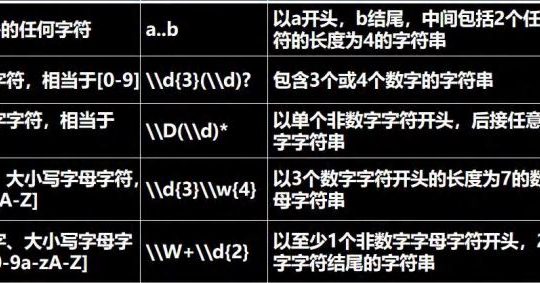 的任何字符
a..b
以a开头，b结尾，中间包括2个任
符的长度为4的字符串
字符，相当于[0-9]
\\d{3}(\\d)?
包含3个或4个数字的字符串
字字符，相当于
\\D(\\d)*
以单个非数字字符开头，后接任意
字字符串
、大小写字母字符，
A-Z]
\\d{3}\\w{4}
以3个数字字符开头的长度为7的数
母字符串
字、大小写字母字
0-9a-zA-Z]
\\W+\\d{2}
以至少1个非数字字母字符开头，2
字字符结尾的字符串